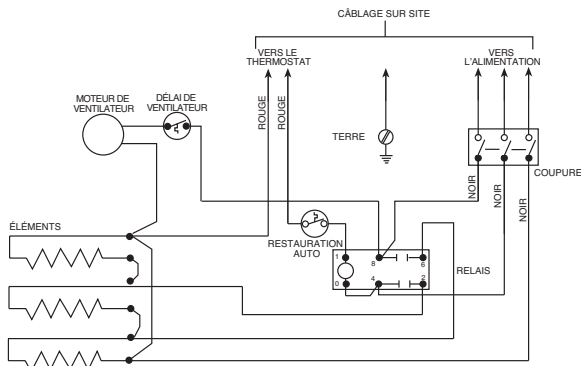 CÂBLAGE SUR SITE
VERS LE
THERMOSTAT
VERS
L'ALIMENTATION
MOTEUR DE
VENTILATEUR
DÉLAI DE
VENTILATEUR
ROUGE
ROUGE
TERRE
COUPURE
NOIR
NOIR
NOIR
ÉLÉMENTS
RESTAURATION
AUTO
1
8
6
RELAIS
0
4
2